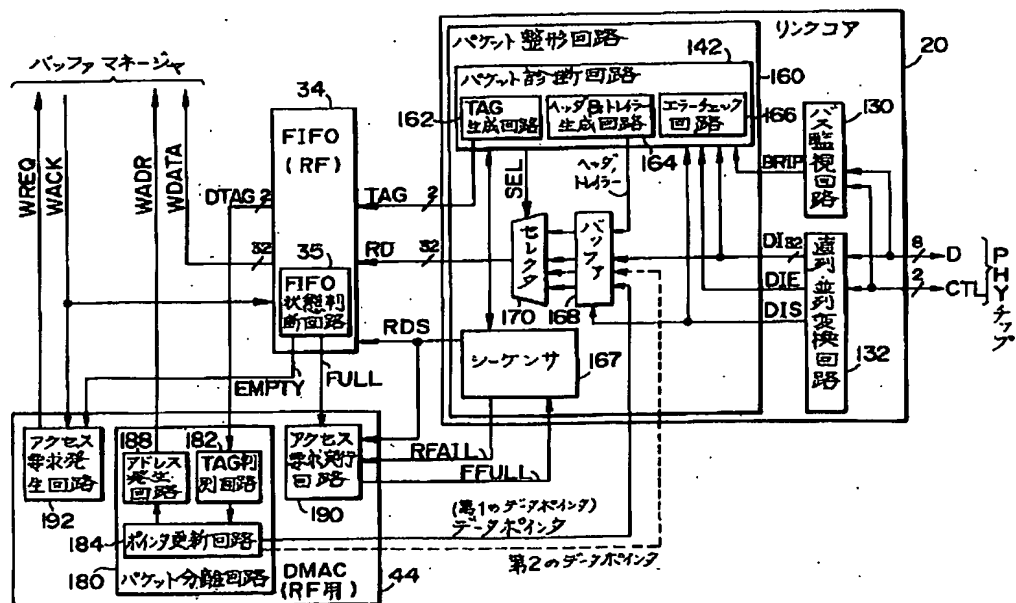 パケット整形回路
リンクコア
142
160
20
バッファ マネージャ
パケット診断回路
162
TAG
生成回路
ヘッダ&トレイラー
生成回路
エラーチェック
回路
166
164
130
バス監視回路
BRIP
34
FIFO
(RF)
WREQ
WACK
WADR
WDATA
DTAG
2
TAG
2
SEL
ヘッダ,
トレイラー
32
RD
32
セレクタ
170
バッファ
168
DI
32
DIE
DIS
直列・並列変換回路
132
8
D
2
CTL
PHYチップ
35
FIFO
状態判
断回路
RDS
シーケンサ
167
EMPTY
FULL
アクセス
要求発
生回路
192
188
アドレス
発生
回路
182
TAG判
別回路
アクセス
要求発行
回路
190
RFAIL
FFULL
184
ポインタ更新回路
(第1のデータポインタ)
データポインタ
第2のデータポインタ
180
パケット分離回路
DMAC
(RF用)
44